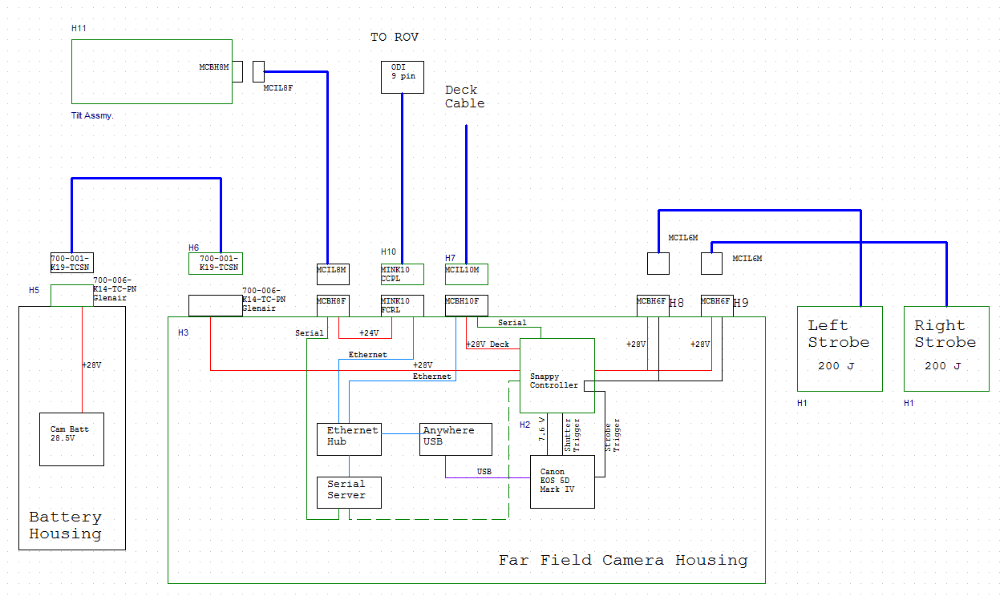 H11
TO ROV
MCBH8M
MCIL8F
ODI
9 pin
Deck
Cable
Tilt Assmy.
MCIL6M
MCIL6M
H6
H10
H7
700-001-
K19-TCSN
700-001-
K19-TCSN
MCIL8M
MINK10
CCPL
MCIL10M
H5
700-006-
K14-TC-PN
Glenair
700-006-
K14-TC-PN
Glenair
MCBH8F
MINK10
FCRL
MCBH10F
MCBH6F
H8
MCBH6F
H9
H3
Serial
+24V
Serial
Left
Strobe
200 J
Right
Strobe
200 J
+28V Deck
+28V
+28V
Ethernet
+28V
+28V
Ethernet
Snappy
Controller
H1
H1
H2
7.6 V
Shutter
Trigger
Strobe
Trigger
Cam Batt
28.5V
Ethernet
Hub
Anywhere
USB
USB
Canon
EOS 5D
Mark IV
Serial
Server
Battery
Housing
Far Field Camera Housing